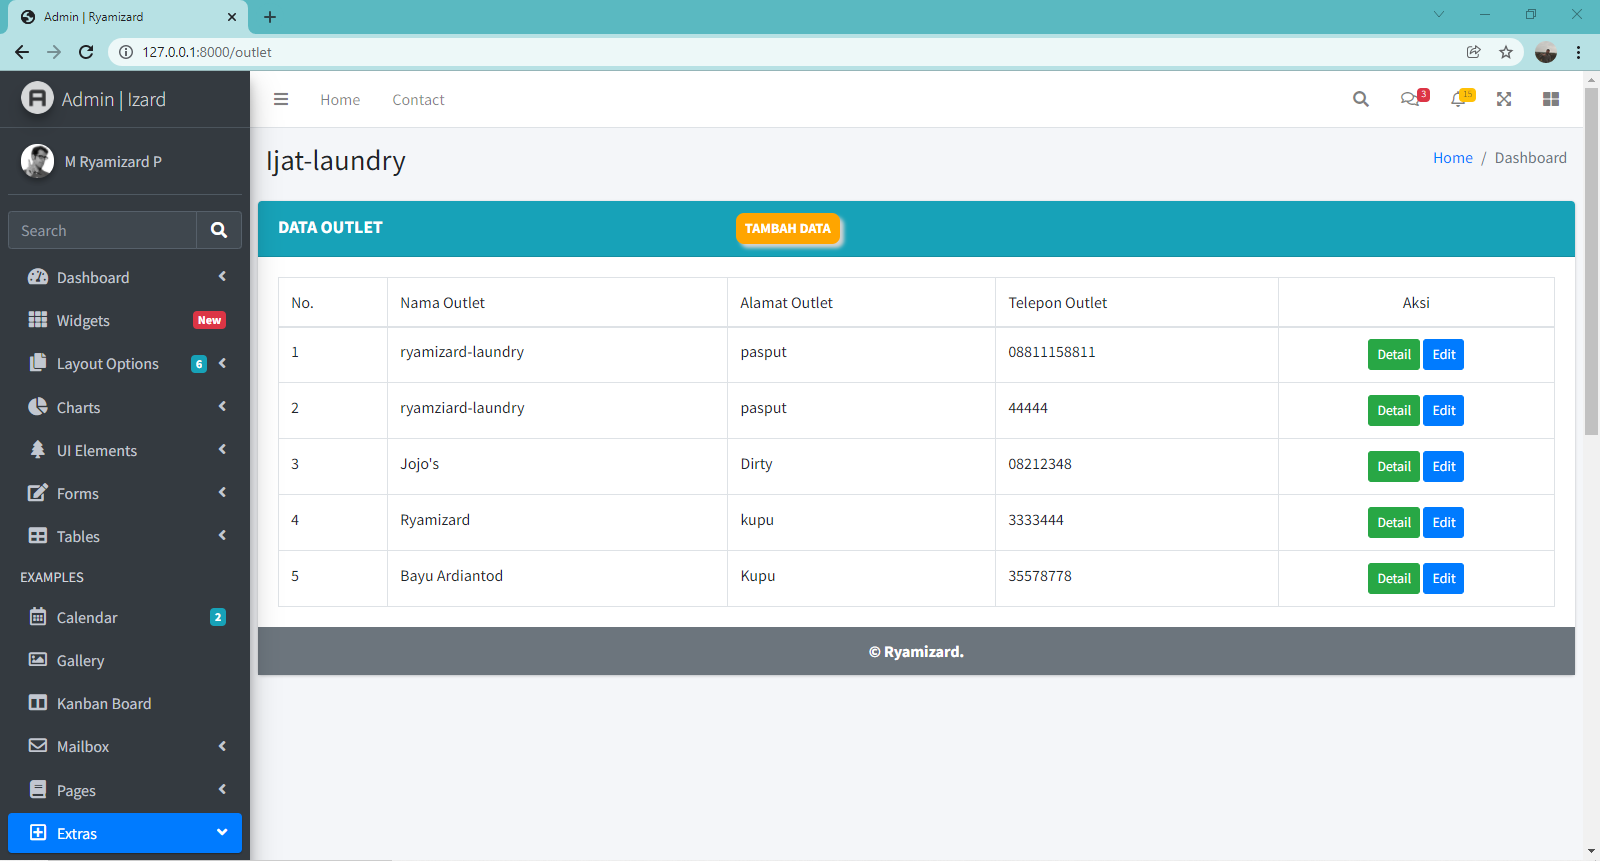 Admin | Ryamizard
127.0.0.1:8000/outlet
Admin | Izard
Home
Contact
3
15
M Ryamizard P
Ijat-laundry
Home / Dashboard
Search
DATA OUTLET
TAMBAH DATA
Dashboard
Widgets
New
Layout Options
6
Charts
UI Elements
Forms
Tables
EXAMPLES
Calendar
2
Gallery
Kanban Board
Mailbox
Pages
Extras
No. Nama Outlet Alamat Outlet Telepon Outlet Aksi
1 ryamizard-laundry pasput 08811158811 Detail Edit
2 ryamziard-laundry pasput 44444 Detail Edit
3 Jojo's Dirty 08212348 Detail Edit
4 Ryamizard kupu 3333444 Detail Edit
5 Bayu Ardiantod Kupu 35578778 Detail Edit
© Ryamizard.